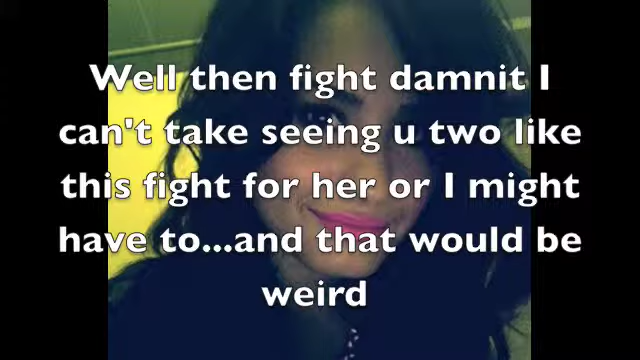 Well then fight damnit I
can't take seeing u two like
this fight for her or I might
have to...and that would be
weird